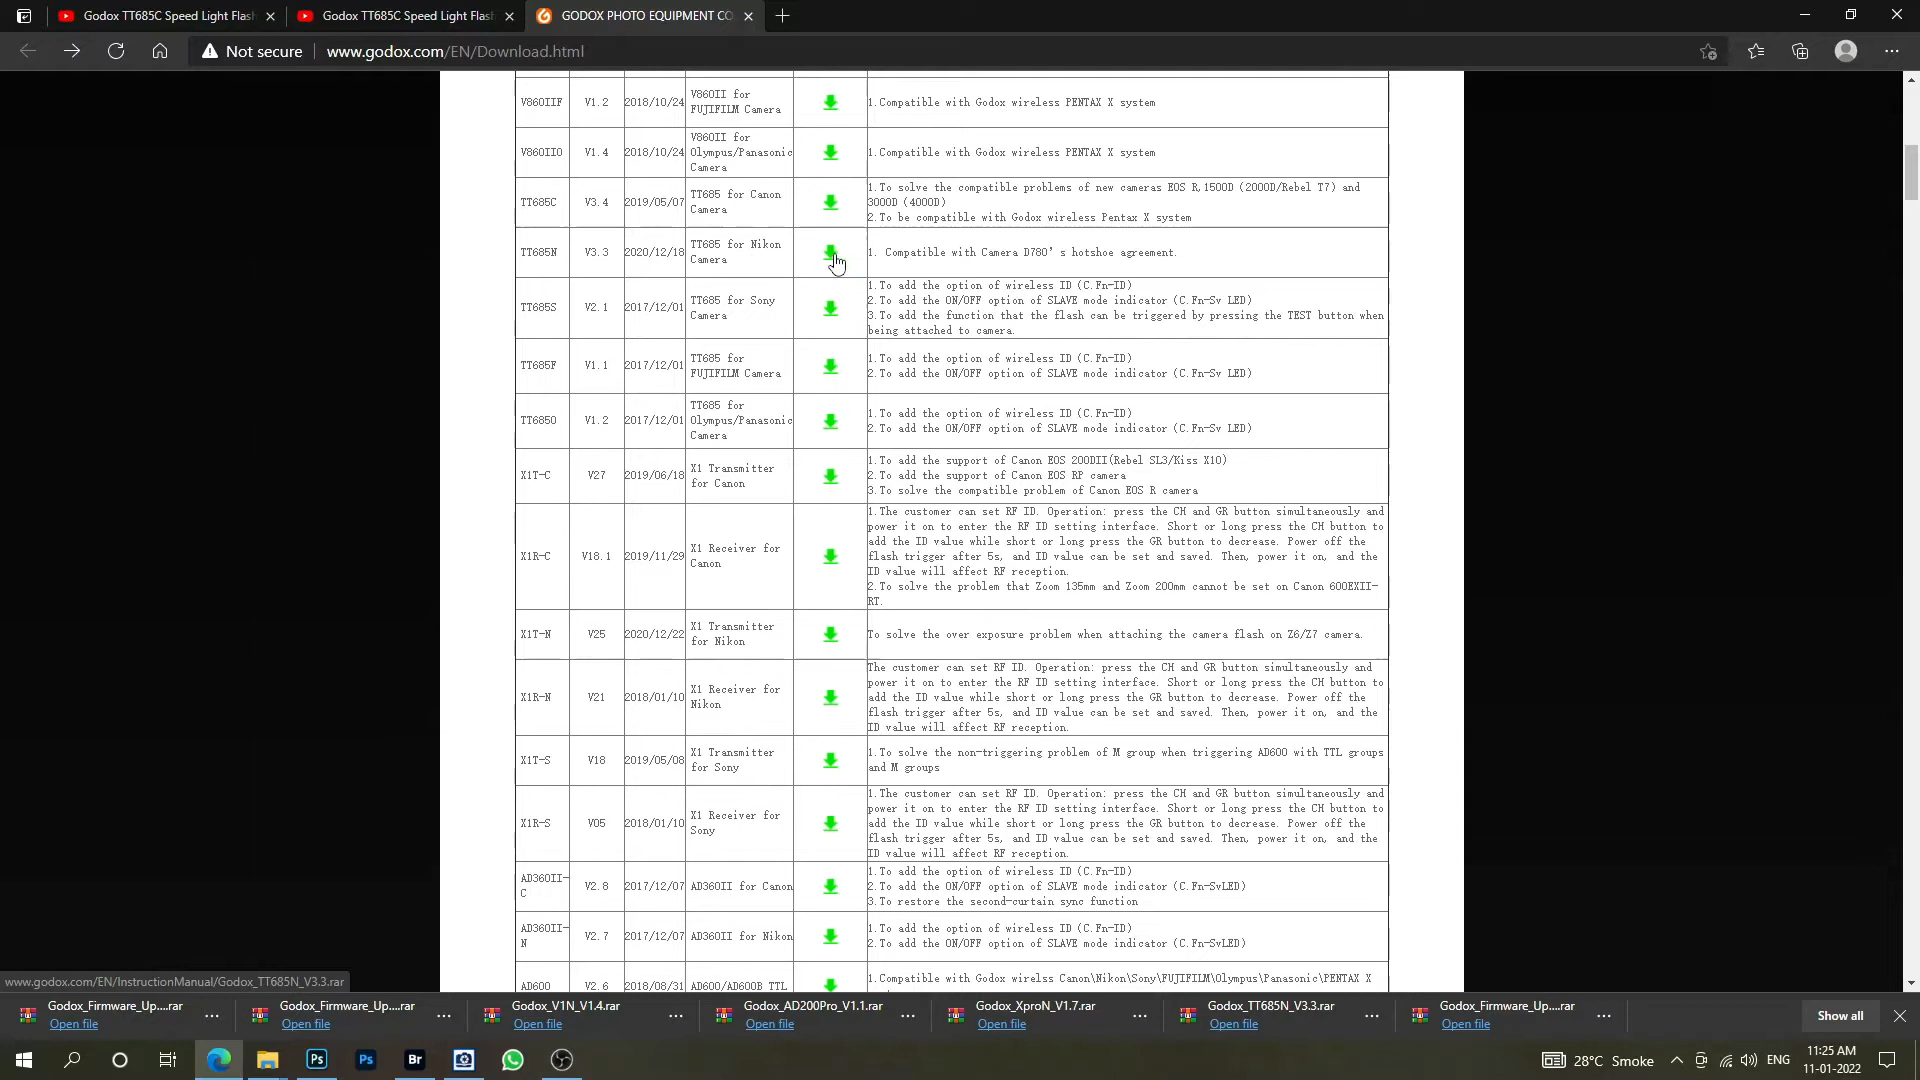 Godox TT685C Speed Light Flash
Godox TT685C Speed Light Flash
GODOX PHOTO EQUIPMENT CO
Not secure
www.godox.com/EN/Download.html
V860IIF V1.2 2018/10/24 V860II for
FUJIFILM Camera
1.Compatible with Godox wireless PENTAX X system
V860IIO V1.4 2018/10/24 V860II for
Olympus/Panasonic
Camera
1.Compatible with Godox wireless PENTAX X system
TT685C V3.4 2019/05/07 TT685 for Canon
Camera
1.To solve the compatible problems of new cameras EOS R,1500D (2000D/Rebel T7) and
3000D (4000D)
2.To be compatible with Godox wireless Pentax X system
TT685N V3.3 2020/12/18 TT685 for Nikon
Camera
1. Compatible with Camera D780’s hotshoe agreement.
TT685S V2.1 2017/12/01 TT685 for Sony
Camera
1.To add the option of wireless ID (C.Fn-ID)
2.To add the ON/OFF option of SLAVE mode indicator (C.Fn-Sv LED)
3.To add the function that the flash can be triggered by pressing the TEST button when
being attached to camera.
TT685F V1.1 2017/12/01 TT685 for
FUJIFILM Camera
1.To add the option of wireless ID (C.Fn-ID)
2.To add the ON/OFF option of SLAVE mode indicator (C.Fn-Sv LED)
TT685O V1.2 2017/12/01 TT685 for
Olympus/Panasonic
Camera
1.To add the option of wireless ID (C.Fn-ID)
2.To add the ON/OFF option of SLAVE mode indicator (C.Fn-Sv LED)
X1T-C V27 2019/06/18 X1 Transmitter
for Canon
1.To add the support of Canon EOS 200DII(Rebel SL3/Kiss X10)
2.To add the support of Canon EOS RP camera
3.To solve the compatible problem of Canon EOS R camera
X1R-C V18.1 2019/11/29 X1 Receiver for
Canon
1.The customer can set RF ID. Operation: press the CH and GR button simultaneously and
power it on to enter the RF ID setting interface. Short or long press the CH button to
add the ID value while short or long press the GR button to decrease. Power off the
flash trigger after 5s, and ID value can be set and saved. Then, power it on, and the
ID value will affect RF reception.
2.To solve the problem that Zoom 135mm and Zoom 200mm cannot be set on Canon 600EXII-
RT.
X1T-N V25 2020/12/22 X1 Transmitter
for Nikon
To solve the over exposure problem when attaching the camera flash on Z6/Z7 camera.
X1R-N V21 2018/01/10 X1 Receiver for
Nikon
The customer can set RF ID. Operation: press the CH and GR button simultaneously and
power it on to enter the RF ID setting interface. Short or long press the CH button to
add the ID value while short or long press the GR button to decrease. Power off the
flash trigger after 5s, and ID value can be set and saved. Then, power it on, and the
ID value will affect RF reception.
X1T-S V18 2019/05/08 X1 Transmitter
for Sony
1.To solve the non-triggering problem of M group when triggering AD600 with TTL groups
and M groups
X1R-S V05 2018/01/10 X1 Receiver for
Sony
1.The customer can set RF ID. Operation: press the CH and GR button simultaneously and
power it on to enter the RF ID setting interface. Short or long press the CH button to
add the ID value while short or long press the GR button to decrease. Power off the
flash trigger after 5s, and ID value can be set and saved. Then, power it on, and the
ID value will affect RF reception.
AD360II-
C V2.8 2017/12/07 AD360II for Canon
1.To add the option of wireless ID (C.Fn-ID)
2.To add the ON/OFF option of SLAVE mode indicator (C.Fn-SvLED)
3.To restore the second-curtain sync function
AD360II-
N V2.7 2017/12/07 AD360II for Nikon
1.To add the option of wireless ID (C.Fn-ID)
2.To add the ON/OFF option of SLAVE mode indicator (C.Fn-SvLED)
AD600 V2.6 2018/08/31 AD600/AD600B TTL
1.Compatible with Godox wirelss Canon\Nikon\Sony\FUJIFILM\Olympus\Panasonic\PENTAX X
www.godox.com/EN/InstructionManual/Godox_TT685N_V3.3.rar
Godox_Firmware_Up....rar
Open file
Godox_Firmware_Up....rar
Open file
Godox_V1N_V1.4.rar
Open file
Godox_AD200Pro_V1.1.rar
Open file
Godox_XproN_V1.7.rar
Open file
Godox_TT685N_V3.3.rar
Open file
Godox_Firmware_Up....rar
Open file
Show all
Ps
Ps
Br
28°C Smoke
ENG
11:25 AM
11-01-2022